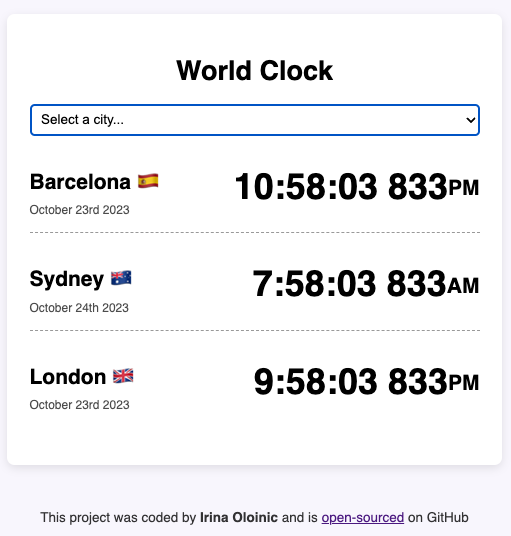 World Clock
Select a city...
Barcelona 🇪🇸 10:58:03 833PM
October 23rd 2023
Sydney 🇦🇺 7:58:03 833AM
October 24th 2023
London 🇬🇧 9:58:03 833PM
October 23rd 2023
This project was coded by Irina Oloinic and is open-sourced on GitHub